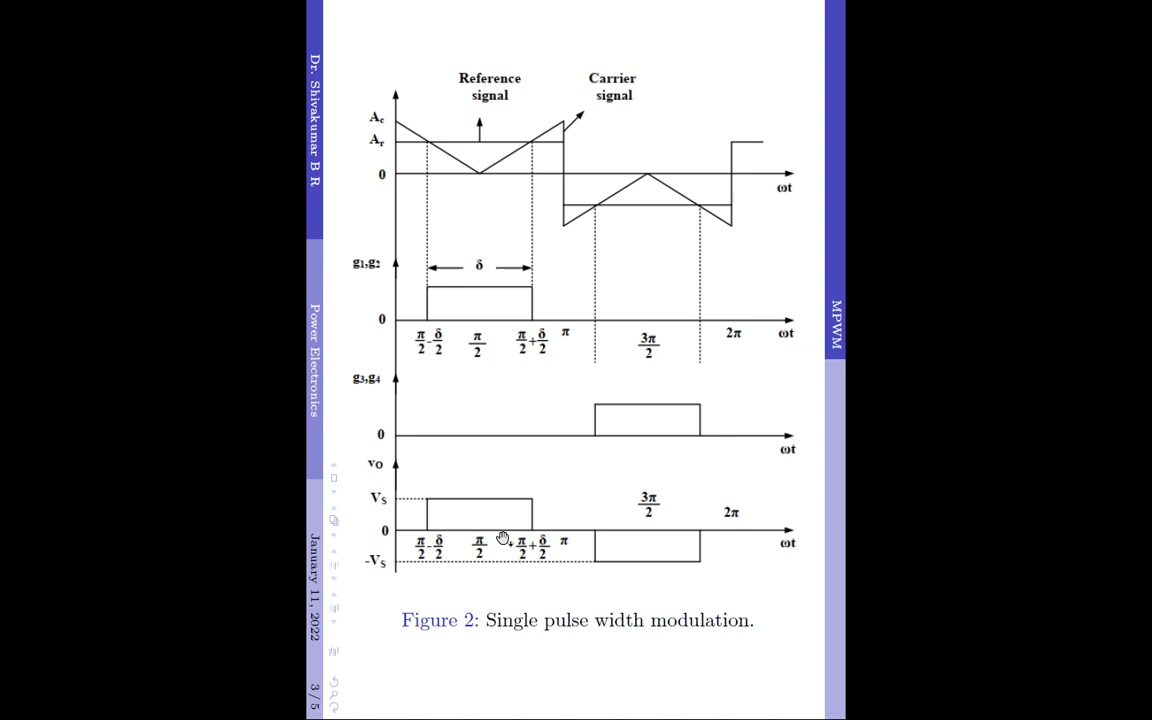 Dr. Shivakumar B R
Power Electronics
January 11, 2022
3 / 5
MPWM
Reference
signal
Carrier
signal
Ac
Ar
0
ωt
g1,g2
δ
0
π/2-δ/2
π/2
π/2+δ/2
π
3π/2
2π
ωt
g3,g4
0
ωt
vo
Vs
3π/2
2π
0
π/2-δ/2
π/2
π/2+δ/2
π
ωt
-Vs
Figure 2: Single pulse width modulation.